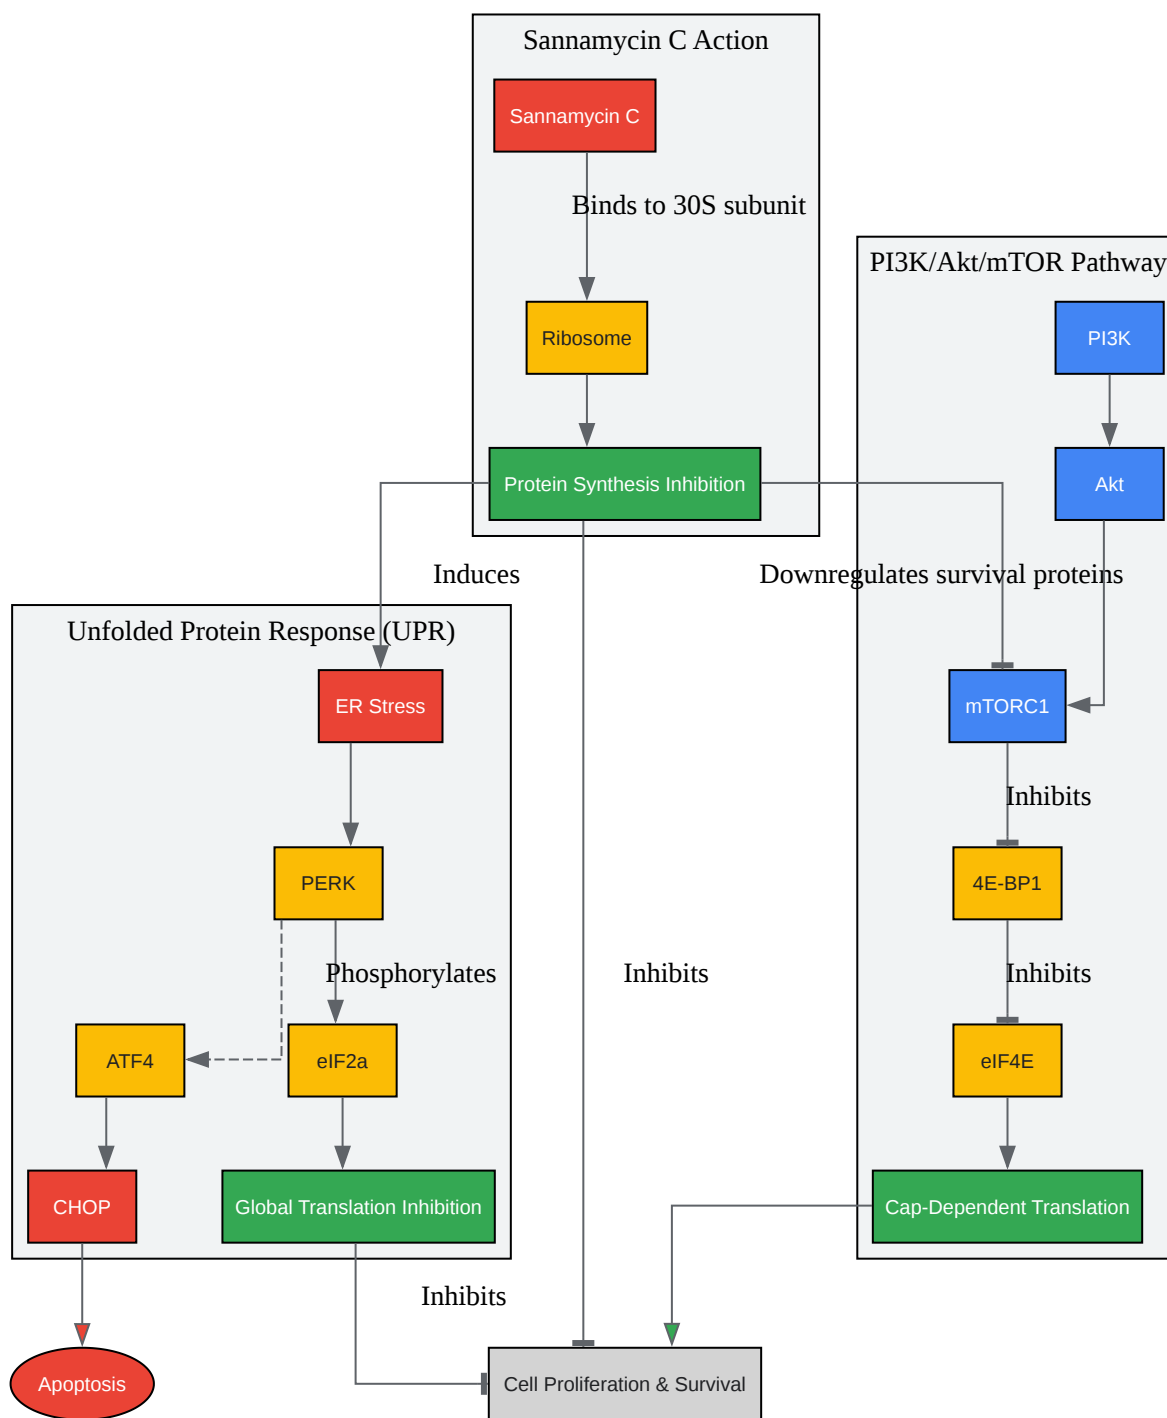 Sannamycin C Action
Sannamycin C
Binds to 30S subunit
PI3K/Akt/mTOR Pathway
Ribosome
PI3K
Protein Synthesis Inhibition
Akt
Induces
Downregulates survival proteins
Unfolded Protein Response (UPR)
ER Stress
mTORC1
Inhibits
PERK
4E-BP1
Phosphorylates
Inhibits
Inhibits
ATF4
eIF2a
eIF4E
CHOP
Global Translation Inhibition
Cap-Dependent Translation
Inhibits
Apoptosis
Cell Proliferation & Survival